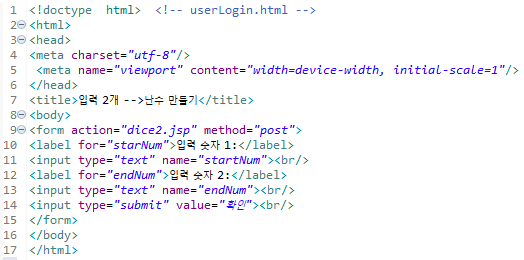 1 <!doctype  html>  <!-- userLogin.html -->
2 <html>
3 <head>
4 <meta charset="utf-8"/>
5  <meta name="viewport" content="width=device-width, initial-scale=1"/>
6 </head>
7 <title>입력 2개 -->난수 만들기</title>
8 <body>
9 <form action="dice2.jsp" method="post">
10 <label for="starNum">입력 숫자 1:</label>
11 <input type="text" name="startNum"><br/>
12 <label for="endNum">입력 숫자 2:</label>
13 <input type="text" name="endNum"><br/>
14 <input type="submit" value="확인"><br/>
15 </form>
16 </body>
17 </html>